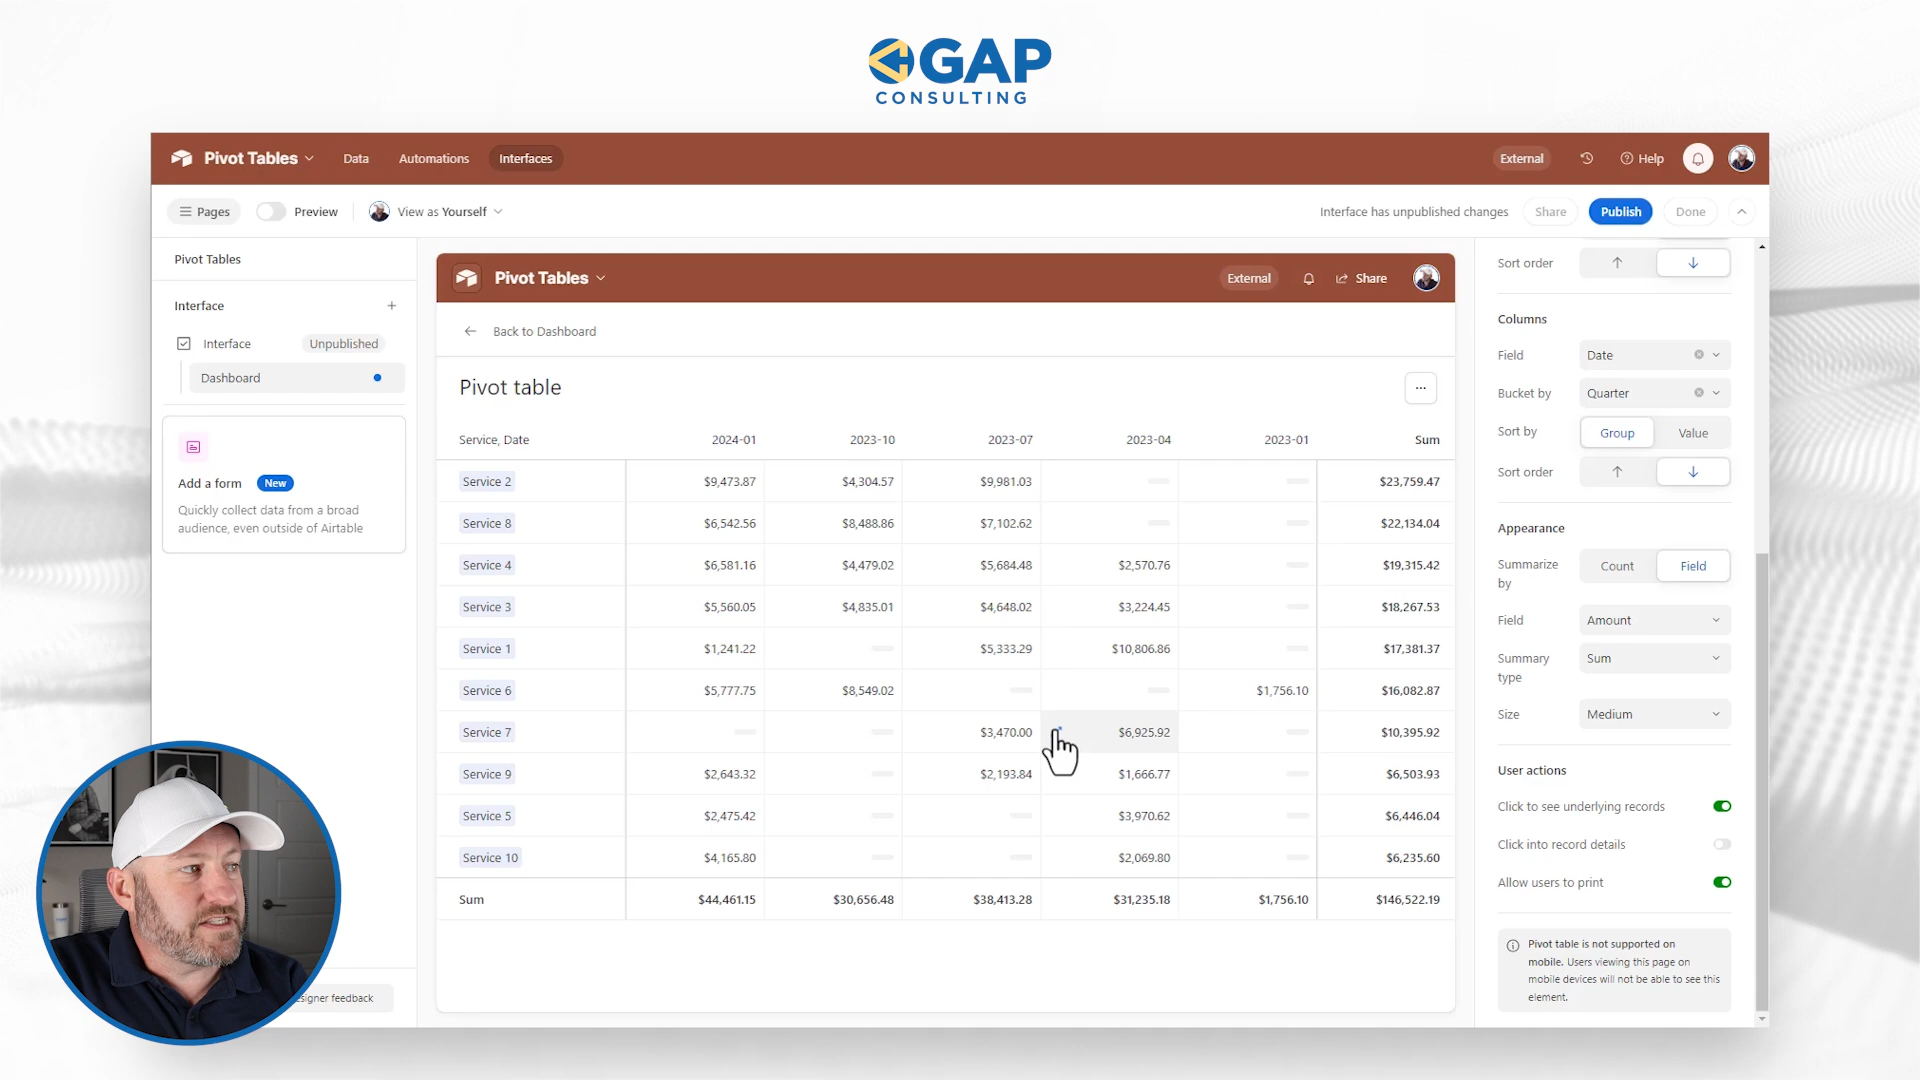 GAP
CONSULTING
Pivot Tables
Data
Automations
Interfaces
External
Help
Pages
Preview
View as Yourself
Interface has unpublished changes
Share
Publish
Done
Pivot Tables
Interface
Interface
Unpublished
Dashboard
Add a form
New
Quickly collect data from a broad
audience, even outside of Airtable
esigner feedback
Pivot Tables
External
Share
Back to Dashboard
Pivot table
Service, Date 2024-01 2023-10 2023-07 2023-04 2023-01 Sum
Service 2 $9,473.87 $4,304.57 $9,981.03 $23,759.47
Service 8 $6,542.56 $8,488.86 $7,102.62 $22,134.04
Service 4 $6,581.16 $4,479.02 $5,684.48 $2,570.76 $19,315.42
Service 3 $5,560.05 $4,835.01 $4,648.02 $3,224.45 $18,267.53
Service 1 $1,241.22 $5,333.29 $10,806.86 $17,381.37
Service 6 $5,777.75 $8,549.02 $1,756.10 $16,082.87
Service 7 $3,470.00 $6,925.92 $10,395.92
Service 9 $2,643.32 $2,193.84 $1,666.77 $6,503.93
Service 5 $2,475.42 $3,970.62 $6,446.04
Service 10 $4,165.80 $2,069.80 $6,235.60
Sum $44,461.15 $30,656.48 $38,413.28 $31,235.18 $1,756.10 $146,522.19
Sort order
Columns
Field Date
Bucket by Quarter
Sort by Group Value
Sort order
Appearance
Summarize
by
Count Field
Field Amount
Summary
type
Sum
Size Medium
User actions
Click to see underlying records
Click into record details
Allow users to print
Pivot table is not supported on
mobile. Users viewing this page on
mobile devices will not be able to see this
element.